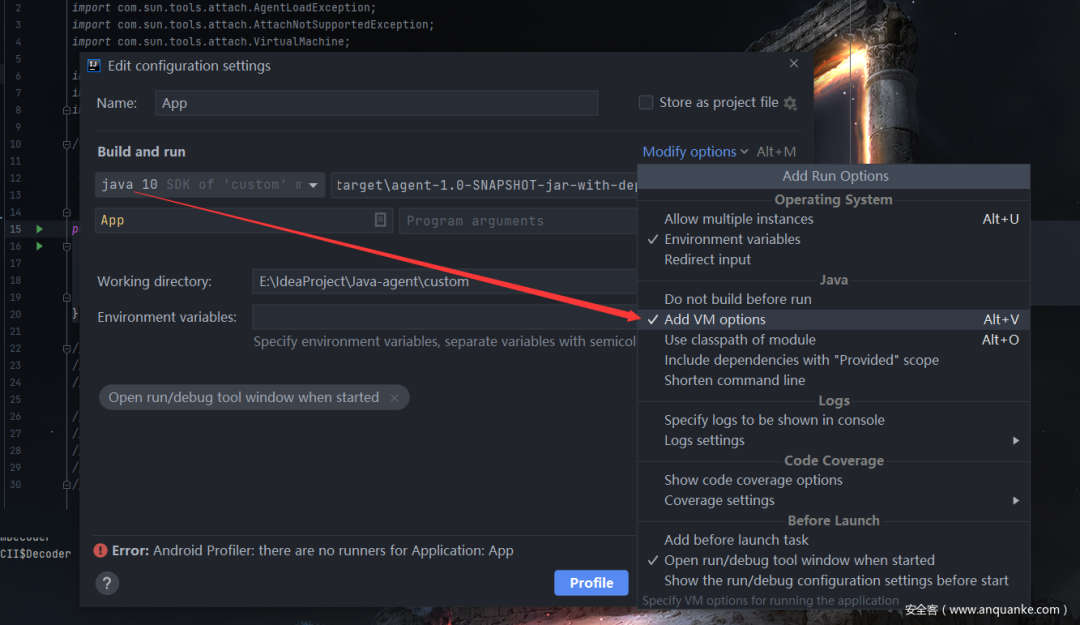 2 import com.sun.tools.attach.AgentLoadException;
3 import com.sun.tools.attach.AttachNotSupportedException;
4 import com.sun.tools.attach.VirtualMachine;
5
6
7
8
9
10
11
12
13
14
15
16
17
18
19
20 }
21
22
23
24
25
26
27
28
29
30
Edit configuration settings
Name: App
Store as project file
Build and run
Modify options Alt+M
java 10 SDK of 'custom' m
target\agent-1.0-SNAPSHOT-jar-with-dep
App
Program arguments
Working directory: E:\IdeaProject\Java-agent\custom
Environment variables:
Specify environment variables, separate variables with semicol
Open run/debug tool window when started ×
Error: Android Profiler: there are no runners for Application: App
?
Profile
Add Run Options
Operating System
Allow multiple instances Alt+U
✓ Environment variables
Redirect input
Java
Do not build before run
✓ Add VM options Alt+V
Use classpath of module Alt+O
Include dependencies with "Provided" scope
Shorten command line
Logs
Specify logs to be shown in console
Logs settings
Code Coverage
Show code coverage options
Coverage settings
Before Launch
Add before launch task
✓ Open run/debug tool window when started
Show the run/debug configuration settings before start
Specify VM options for running the application
mDecoder
CII$Decoder
安全客（www.anquanke.com）